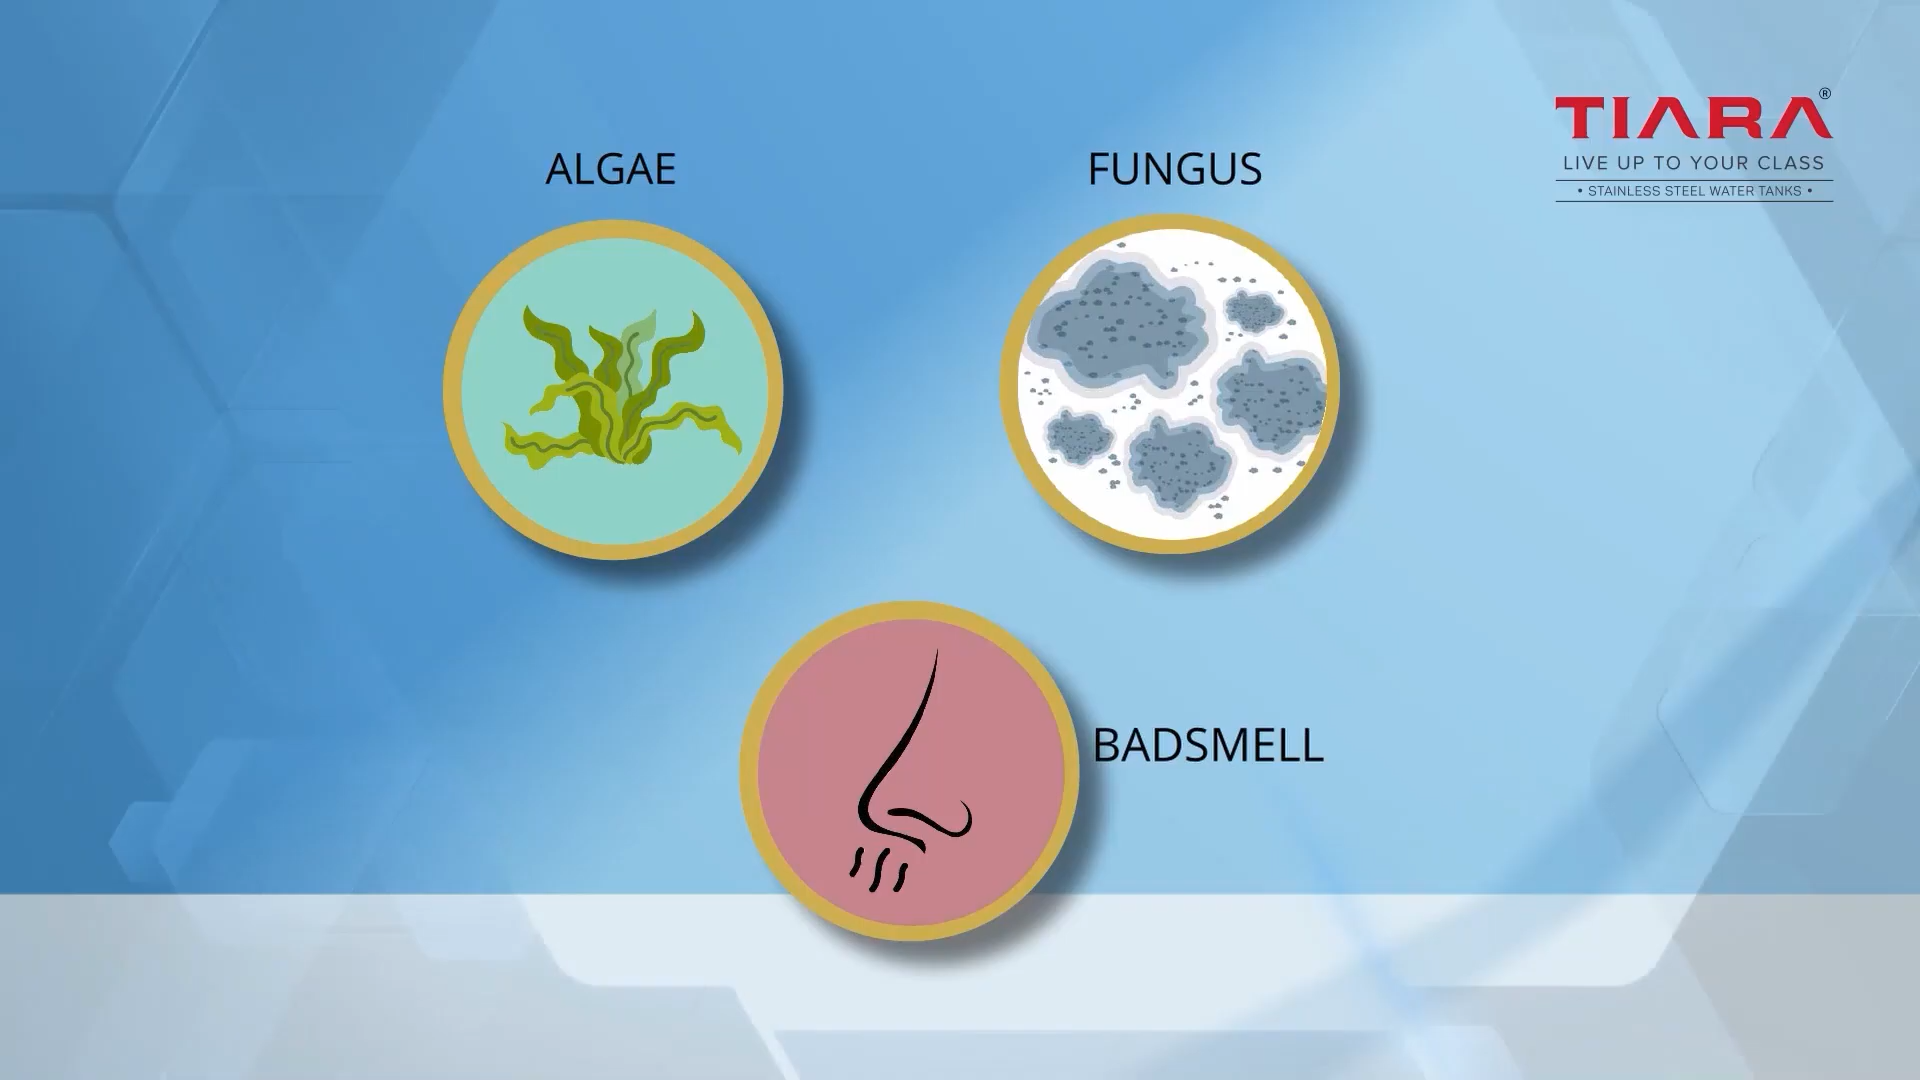 ALGAE
FUNGUS
TIARA®
LIVE UP TO YOUR CLASS
• STAINLESS STEEL WATER TANKS •
BADSMELL